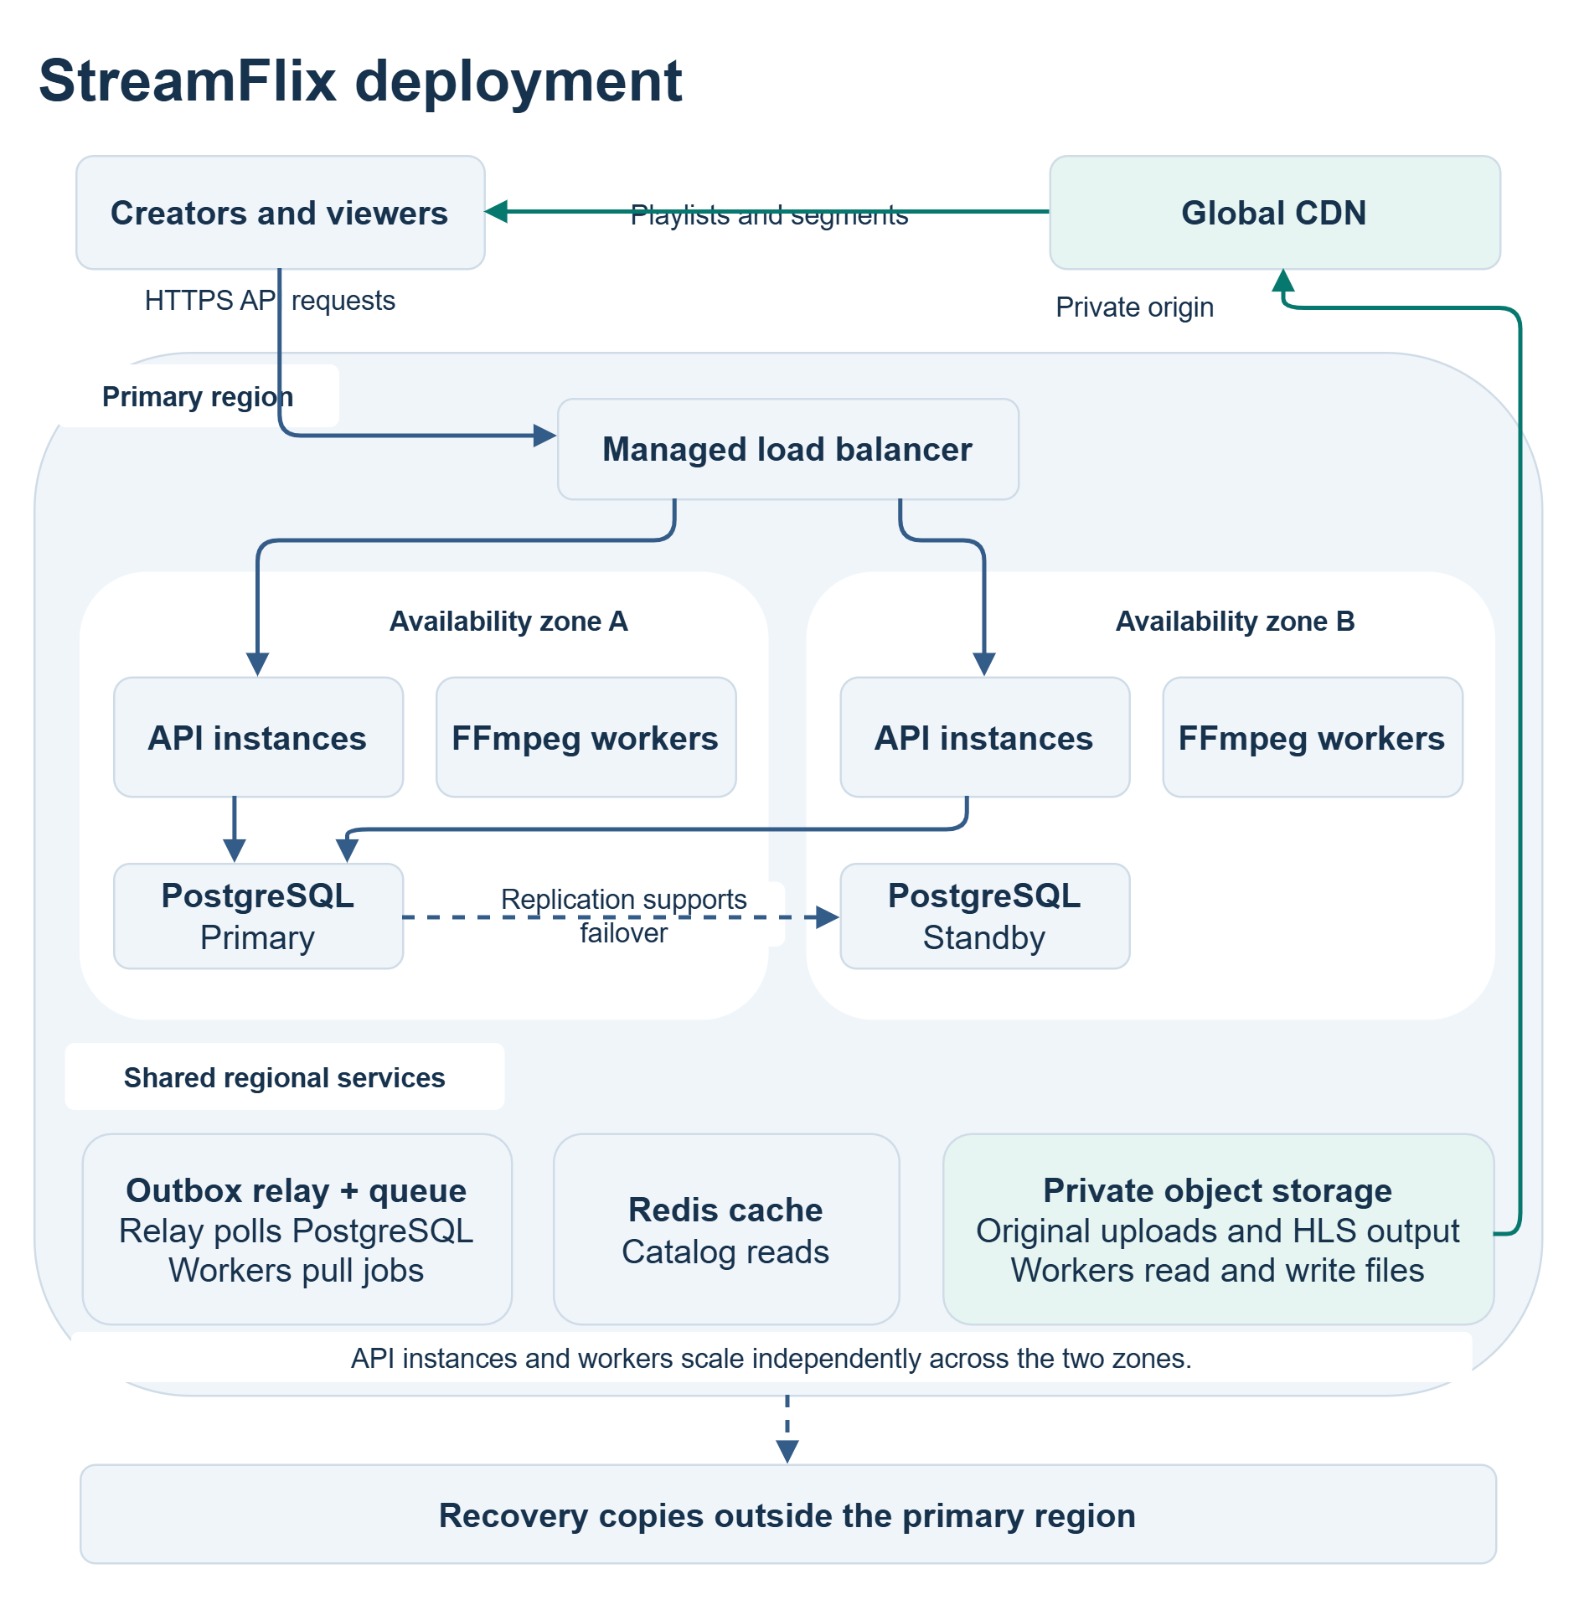 StreamFlix deployment
Creators and viewers
Playlists and segments
Global CDN
HTTPS API requests
Private origin
Primary region
Managed load balancer
Availability zone A
Availability zone B
API instances
FFmpeg workers
API instances
FFmpeg workers
PostgreSQL
Primary
Replication supports
failover
PostgreSQL
Standby
Shared regional services
Outbox relay + queue
Relay polls PostgreSQL
Workers pull jobs
Redis cache
Catalog reads
Private object storage
Original uploads and HLS output
Workers read and write files
API instances and workers scale independently across the two zones.
Recovery copies outside the primary region